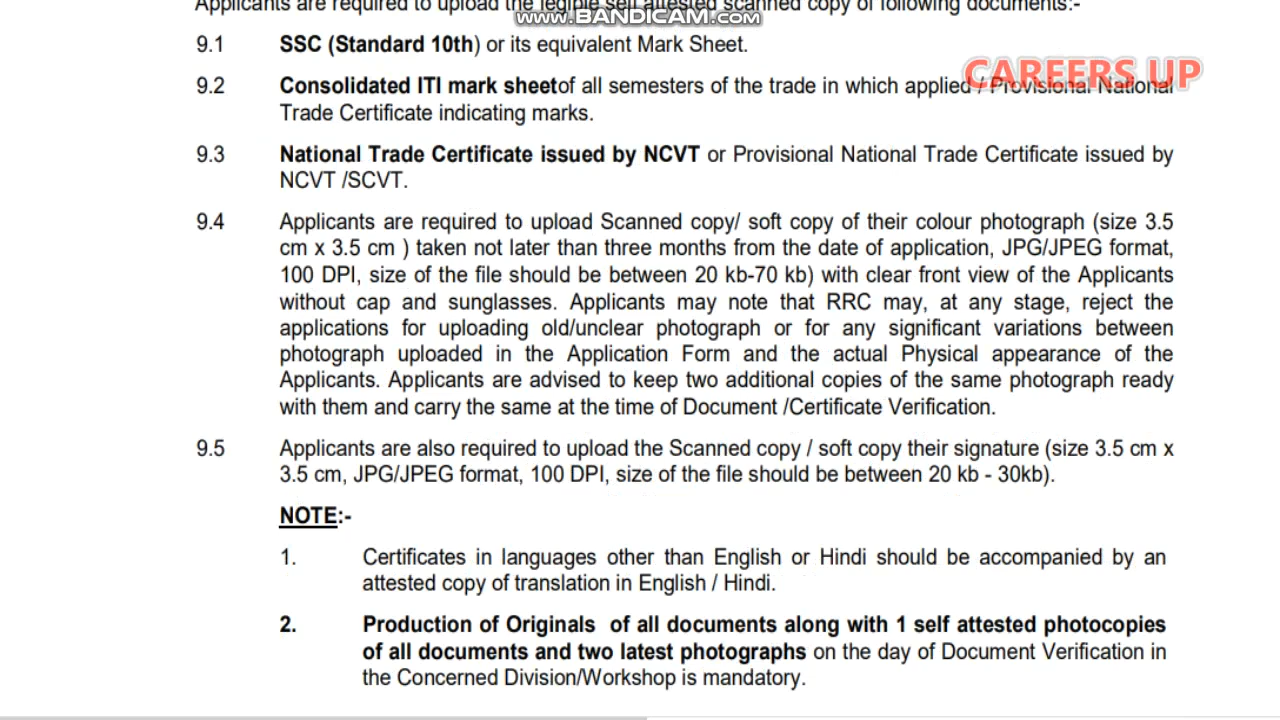 Applicants are required to upload the legible self attested scanned copy of following documents:-
www.BANDICAM.com
9.1 SSC (Standard 10th) or its equivalent Mark Sheet.
CAREERS UP
9.2 Consolidated ITI mark sheetof all semesters of the trade in which applied / Provisional National
Trade Certificate indicating marks.
9.3 National Trade Certificate issued by NCVT or Provisional National Trade Certificate issued by
NCVT /SCVT.
9.4 Applicants are required to upload Scanned copy/ soft copy of their colour photograph (size 3.5
cm x 3.5 cm ) taken not later than three months from the date of application, JPG/JPEG format,
100 DPI, size of the file should be between 20 kb-70 kb) with clear front view of the Applicants
without cap and sunglasses. Applicants may note that RRC may, at any stage, reject the
applications for uploading old/unclear photograph or for any significant variations between
photograph uploaded in the Application Form and the actual Physical appearance of the
Applicants. Applicants are advised to keep two additional copies of the same photograph ready
with them and carry the same at the time of Document /Certificate Verification.
9.5 Applicants are also required to upload the Scanned copy / soft copy their signature (size 3.5 cm x
3.5 cm, JPG/JPEG format, 100 DPI, size of the file should be between 20 kb - 30kb).
NOTE:-
1. Certificates in languages other than English or Hindi should be accompanied by an
attested copy of translation in English / Hindi.
2. Production of Originals of all documents along with 1 self attested photocopies
of all documents and two latest photographs on the day of Document Verification in
the Concerned Division/Workshop is mandatory.